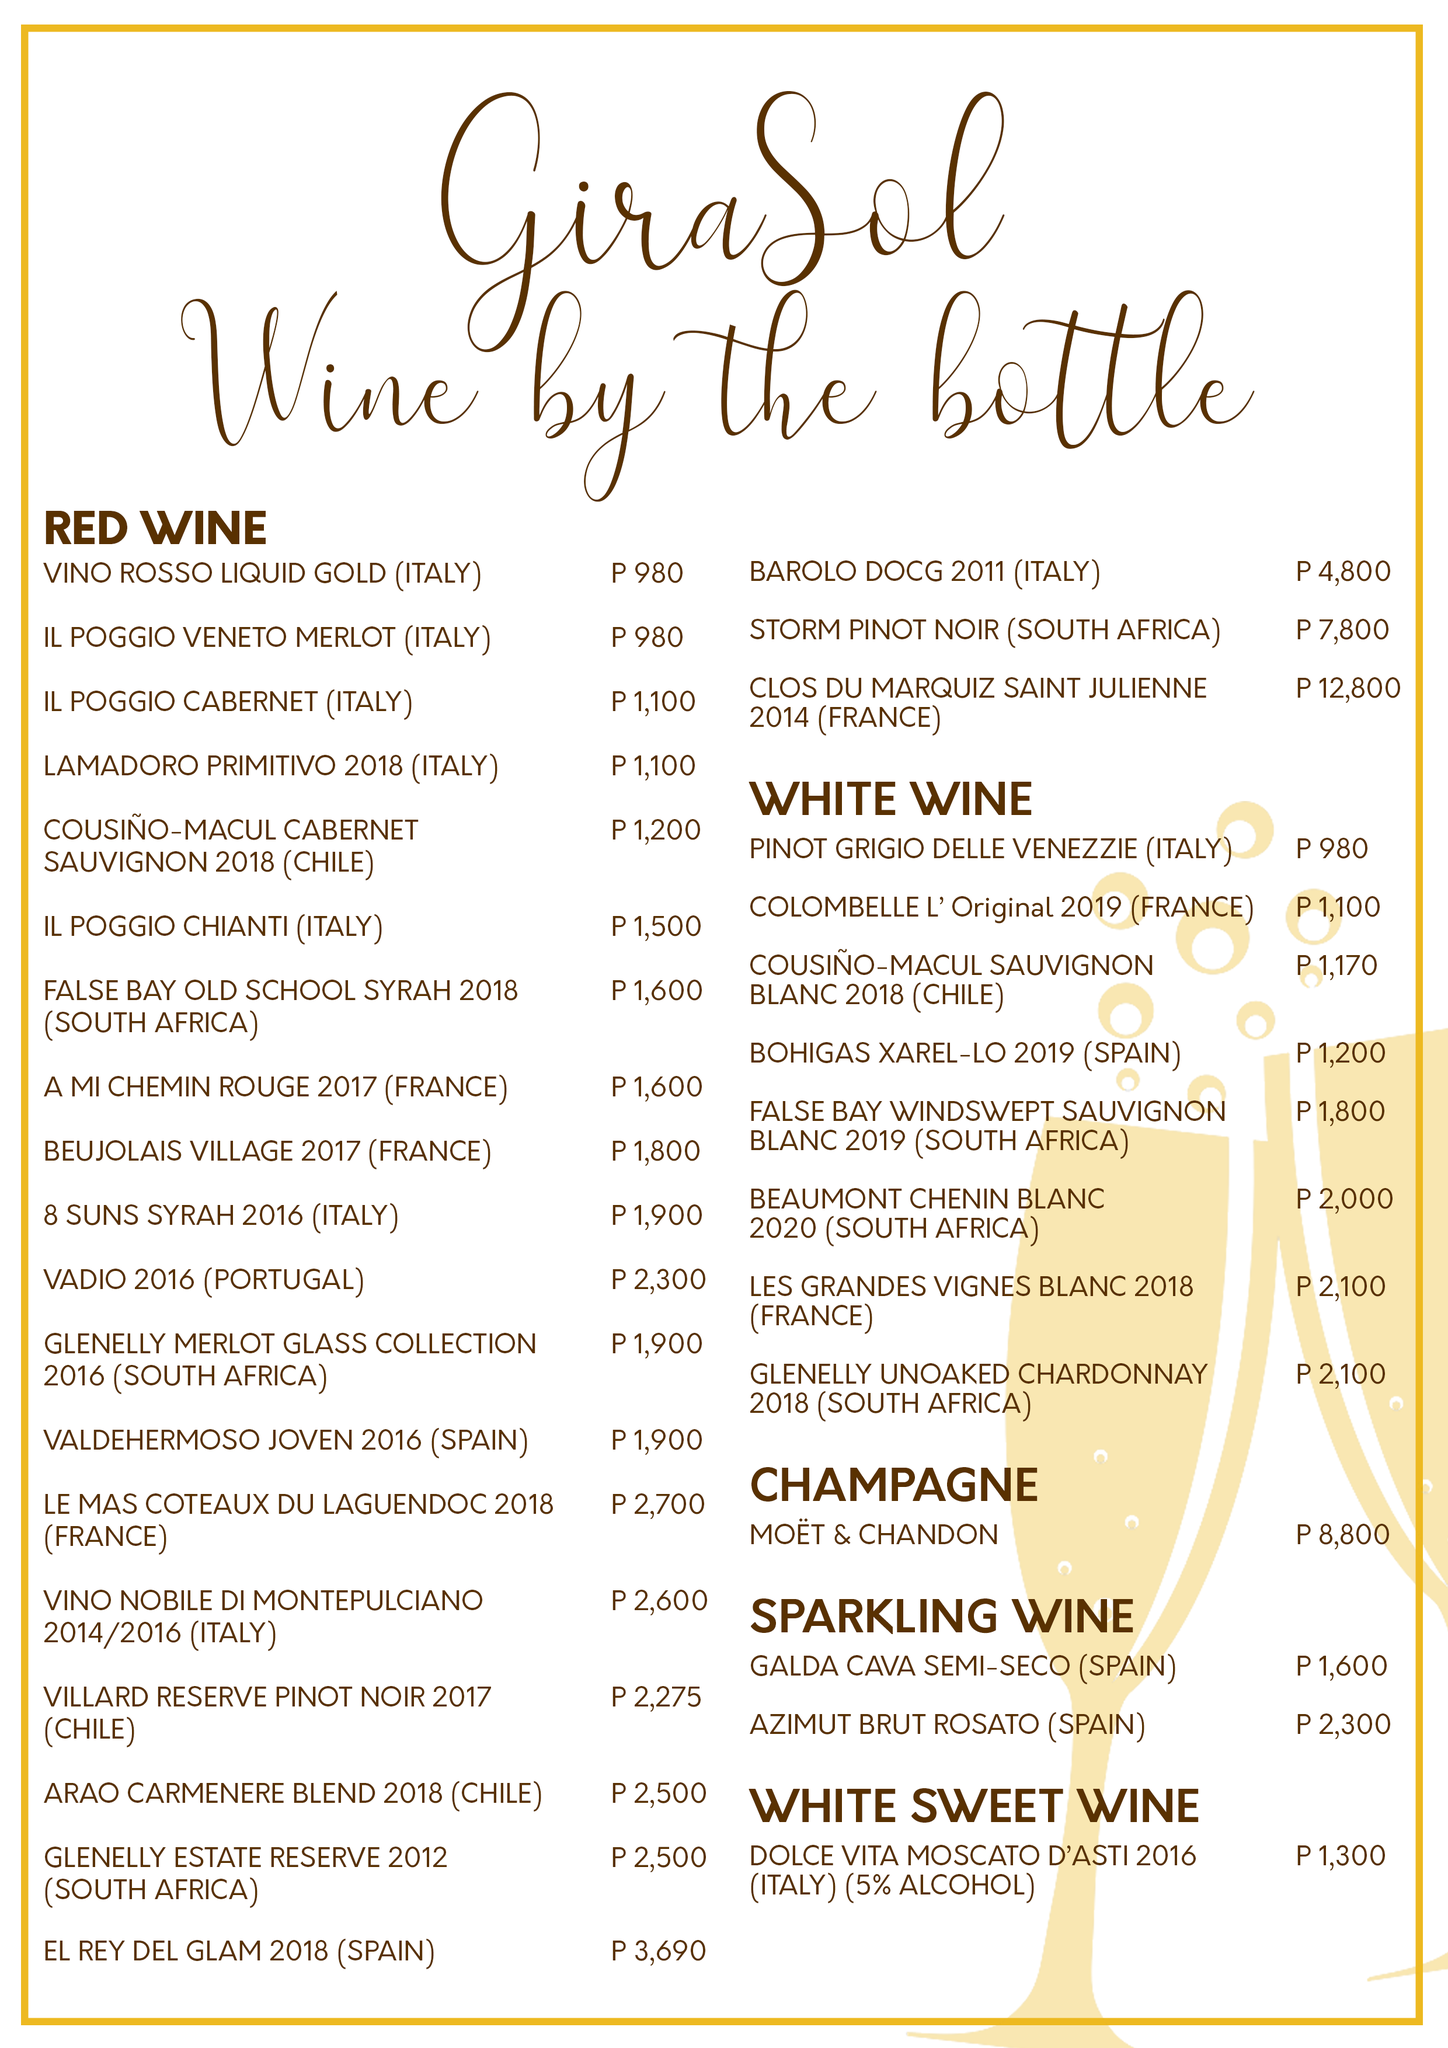 GiraSol
Wine by the bottle
RED WINE
VINO ROSSO LIQUID GOLD (ITALY) P 980
IL POGGIO VENETO MERLOT (ITALY) P 980
IL POGGIO CABERNET (ITALY) P 1,100
LAMADORO PRIMITIVO 2018 (ITALY) P 1,100
COUSIÑO-MACUL CABERNET P 1,200
SAUVIGNON 2018 (CHILE)
IL POGGIO CHIANTI (ITALY) P 1,500
FALSE BAY OLD SCHOOL SYRAH 2018 P 1,600
(SOUTH AFRICA)
A MI CHEMIN ROUGE 2017 (FRANCE) P 1,600
BEUJOLAIS VILLAGE 2017 (FRANCE) P 1,800
8 SUNS SYRAH 2016 (ITALY) P 1,900
VADIO 2016 (PORTUGAL) P 2,300
GLENELLY MERLOT GLASS COLLECTION P 1,900
2016 (SOUTH AFRICA)
VALDEHERMOSO JOVEN 2016 (SPAIN) P 1,900
LE MAS COTEAUX DU LAGUENDOC 2018 P 2,700
(FRANCE)
VINO NOBILE DI MONTEPULCIANO P 2,600
2014/2016 (ITALY)
VILLARD RESERVE PINOT NOIR 2017 P 2,275
(CHILE)
ARAO CARMENERE BLEND 2018 (CHILE) P 2,500
GLENELLY ESTATE RESERVE 2012 P 2,500
(SOUTH AFRICA)
EL REY DEL GLAM 2018 (SPAIN) P 3,690
BAROLO DOCG 2011 (ITALY) P 4,800
STORM PINOT NOIR (SOUTH AFRICA) P 7,800
CLOS DU MARQUIZ SAINT JULIENNE P 12,800
2014 (FRANCE)
WHITE WINE
PINOT GRIGIO DELLE VENEZZIE (ITALY) P 980
COLOMBELLE L' Original 2019 (FRANCE) P 1,100
COUSIÑO-MACUL SAUVIGNON P 1,170
BLANC 2018 (CHILE)
BOHIGAS XAREL-LO 2019 (SPAIN) P 1,200
FALSE BAY WINDSWEPT SAUVIGNON P 1,800
BLANC 2019 (SOUTH AFRICA)
BEAUMONT CHENIN BLANC P 2,000
2020 (SOUTH AFRICA)
LES GRANDES VIGNES BLANC 2018 P 2,100
(FRANCE)
GLENELLY UNOAKED CHARDONNAY P 2,100
2018 (SOUTH AFRICA)
CHAMPAGNE
MOËT & CHANDON P 8,800
SPARKLING WINE
GALDA CAVA SEMI-SECO (SPAIN) P 1,600
AZIMUT BRUT ROSATO (SPAIN) P 2,300
WHITE SWEET WINE
DOLCE VITA MOSCATO D'ASTI 2016 P 1,300
(ITALY) (5% ALCOHOL)